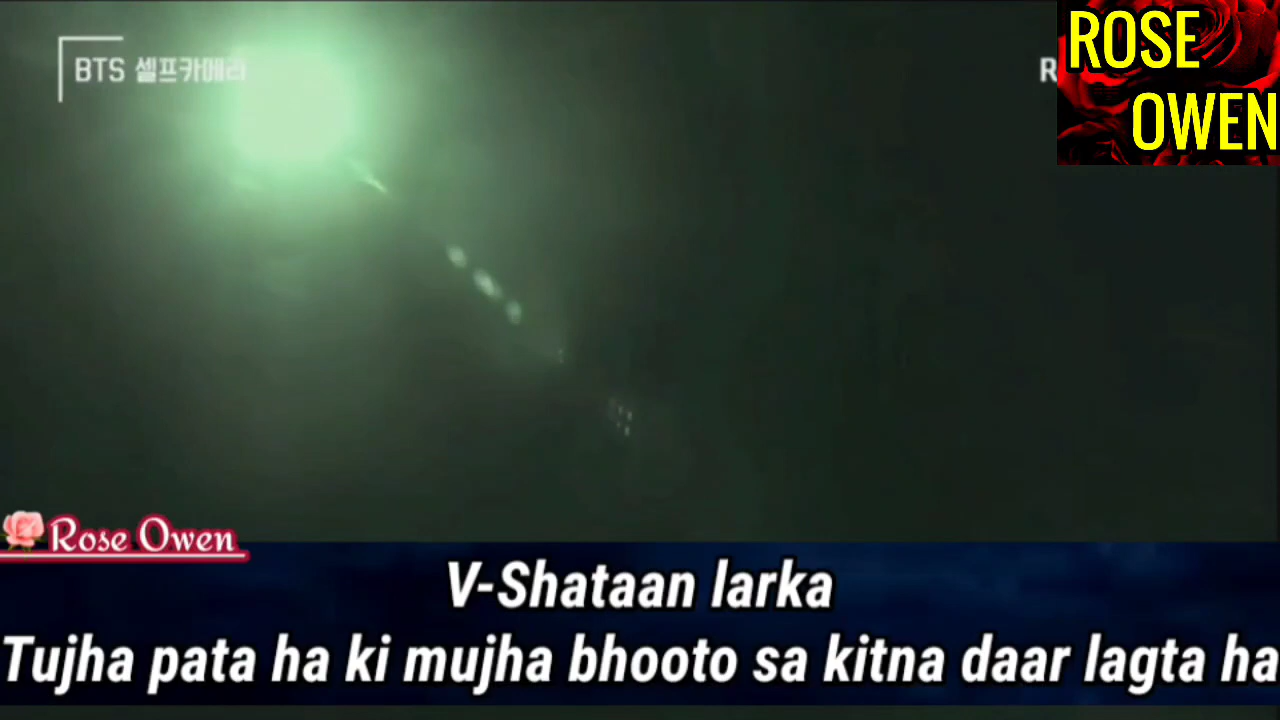 BTS 셀프카메라
R
ROSE
OWEN
Rose Owen
V-Shataan larka
Tujha pata ha ki mujha bhooto sa kitna daar lagta ha